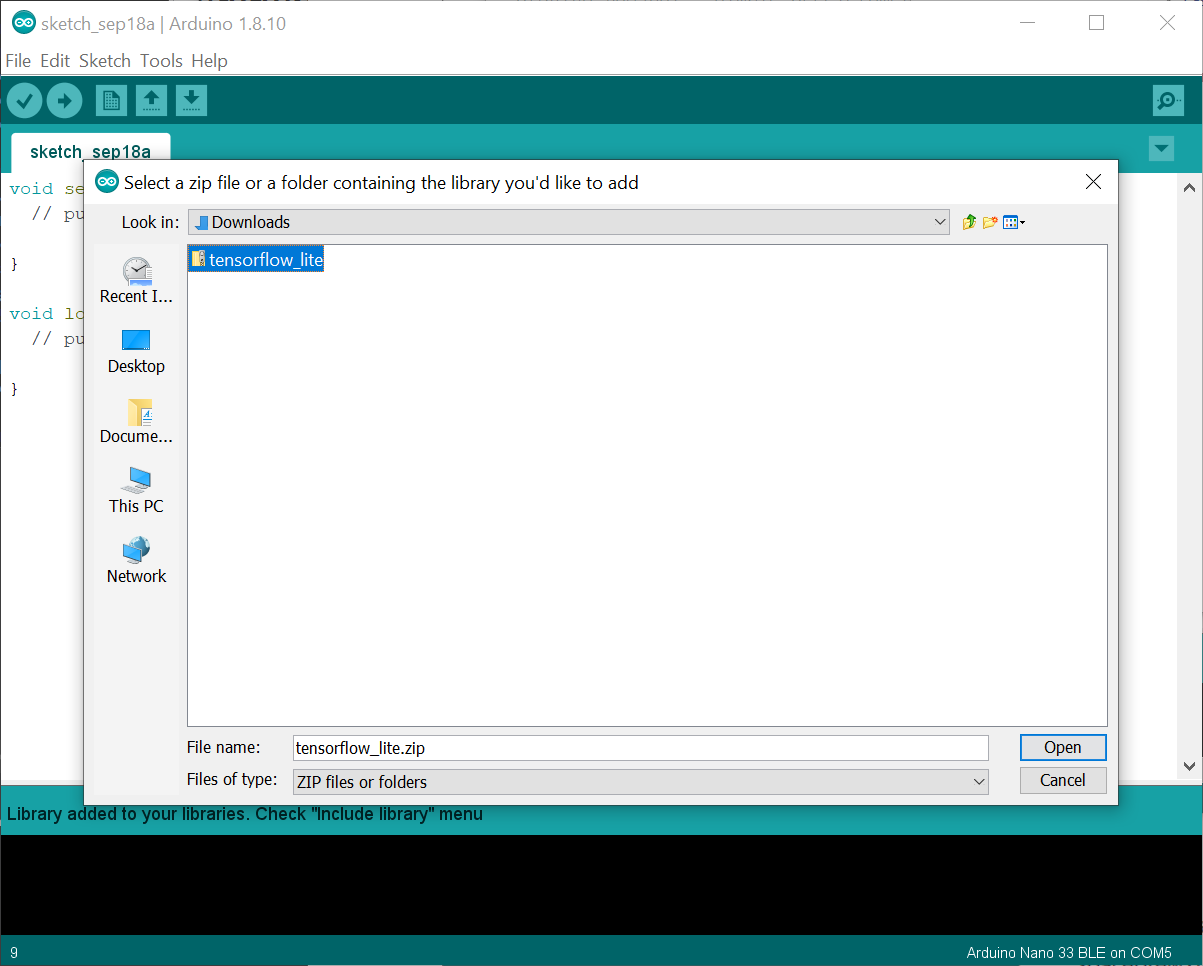 sketch_sep18a | Arduino 1.8.10
File Edit Sketch Tools Help
sketch_sep18a
void se
// pu
}
void lo
// pu
}
Select a zip file or a folder containing the library you'd like to add
Look in: Downloads
tensorflow_lite
Recent I...
Desktop
Docume...
This PC
Network
File name: tensorflow_lite.zip
Open
Files of type: ZIP files or folders
Cancel
Library added to your libraries. Check "Include library" menu
9
Arduino Nano 33 BLE on COM5